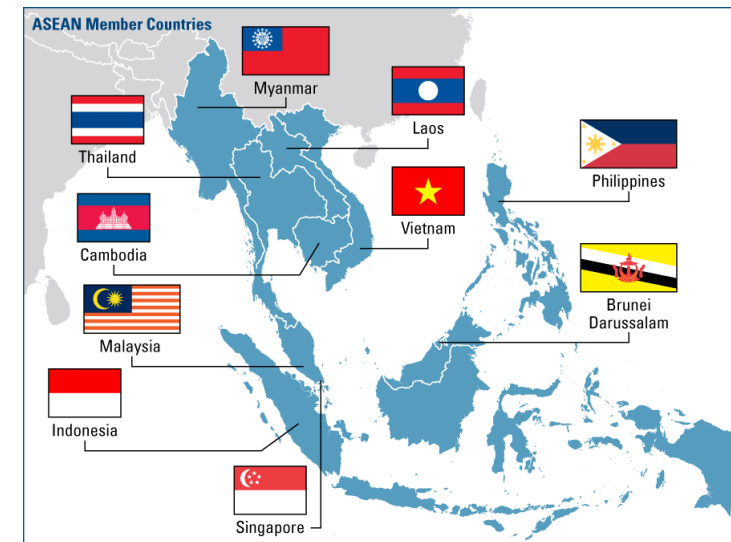 ASEAN Member Countries
Myanmar
Laos
Thailand
Philippines
Vietnam
Cambodia
Brunei
Darussalam
Malaysia
Indonesia
Singapore